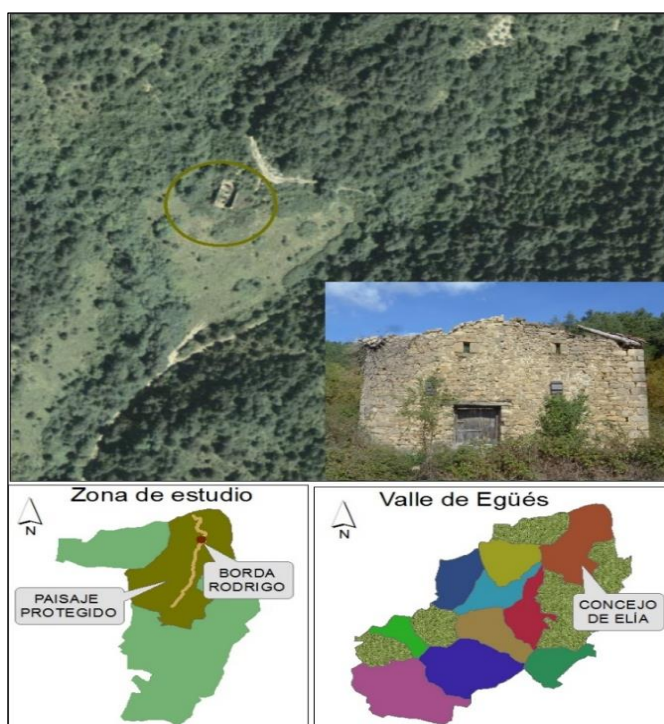 Zona de estudio
N
BORDA
RODRIGO
PAISAJE
PROTEGIDO
Valle de Egüés
N
CONCEJO
DE ELÍA